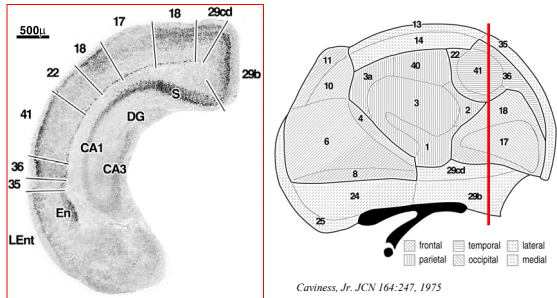 17
18
29cd
500μ
18
22
29b
S
41
DG
CA1
CA3
36
35
En
LEnt
13
14
35
11
22
40
3a
41
36
10
3
2
18
4
6
17
1
29cd
8
24
29b
25
frontal temporal lateral
parietal occipital medial
Caviness, Jr. JCN 164:247, 1975